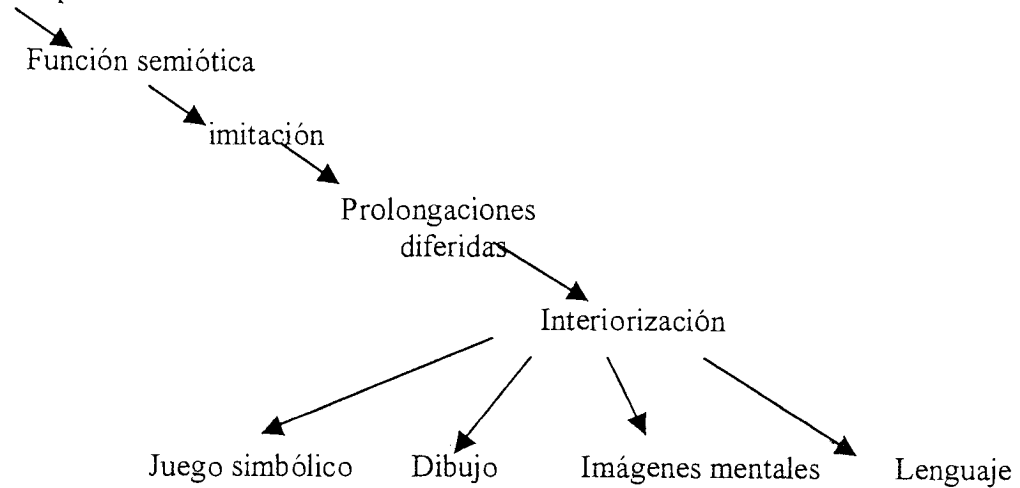 Función semiótica
imitación
Prolongaciones
diferidas
Interiorización
Juego simbólico Dibujo Imágenes mentales Lenguaje